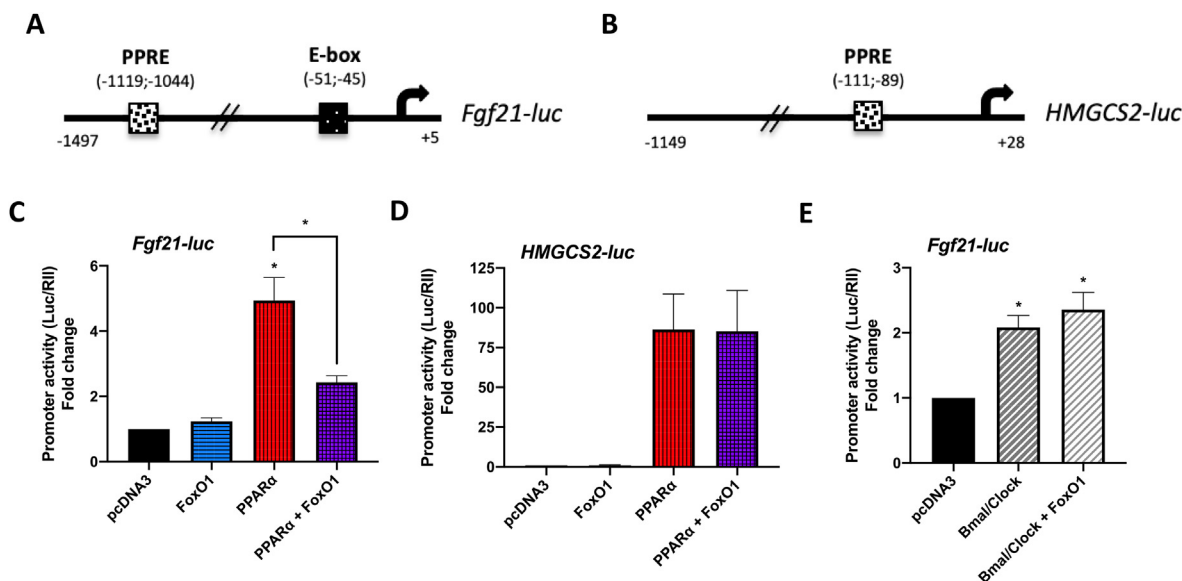 A
PPRE
(-1119;-1044)
E-box
(-51;-45)
-1497
+5
Fgf21-luc
B
PPRE
(-111;-89)
-1149
+28
HMGCS2-luc
C
Fgf21-luc
Promoter activity (Luc/RII)
Fold change
6
4
2
0
*
*
pcDNA3
FoxO1
PPARα
PPARα + FoxO1
D
HMGCS2-luc
Promoter activity (Luc/RII)
Fold change
125
100
75
50
25
0
pcDNA3
FoxO1
PPARα
PPARα + FoxO1
E
Fgf21-luc
Promoter activity (Luc/RII)
Fold change
3
2
1
0
*
*
pcDNA3
Bmal/Clock
Bmal/Clock + FoxO1